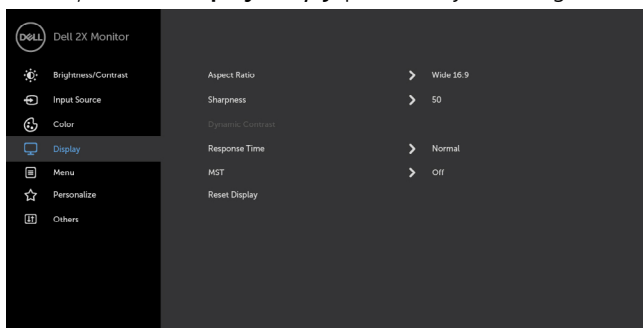 DELL
Dell 2X Monitor
Brightness/Contrast
Input Source
Color
Display
Menu
Personalize
Others
Aspect Ratio Wide 16.9
Sharpness 50
Dynamic Contrast
Response Time Normal
MST Off
Reset Display